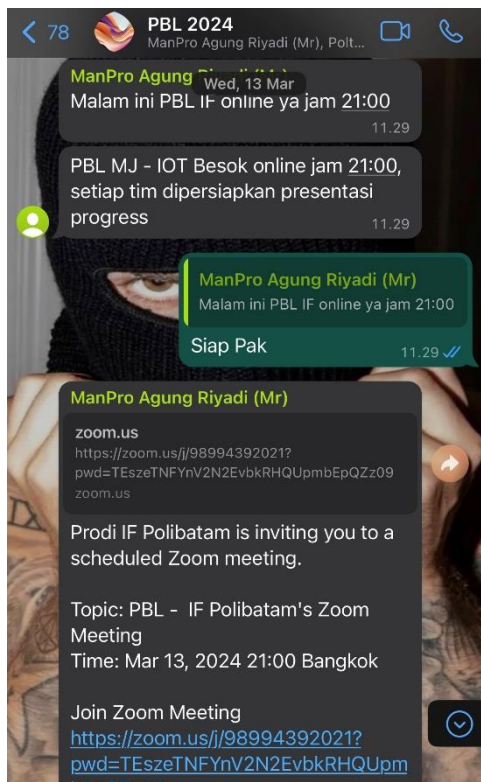 78
PBL 2024
ManPro Agung Riyadi (Mr), Polt...
Wed, 13 Mar
ManPro Agung
Malam ini PBL IF online ya jam 21:00
11.29
PBL MJ - IOT Besok online jam 21:00,
setiap tim dipersiapkan presentasi
progress
11.29
ManPro Agung Riyadi (Mr)
Malam ini PBL IF online ya jam 21:00
Siap Pak
11.29
ManPro Agung Riyadi (Mr)
zoom.us
https://zoom.us/j/98994392021?
pwd=TEszeTNFYnV2N2EvbkRHQUpmbEpQZz09
zoom.us
Prodi IF Polibatam is inviting you to a
scheduled Zoom meeting.
Topic: PBL - IF Polibatam's Zoom
Meeting
Time: Mar 13, 2024 21:00 Bangkok
Join Zoom Meeting
https://zoom.us/j/98994392021?
pwd=TEszeTNFYnV2N2EvbkRHQUpm